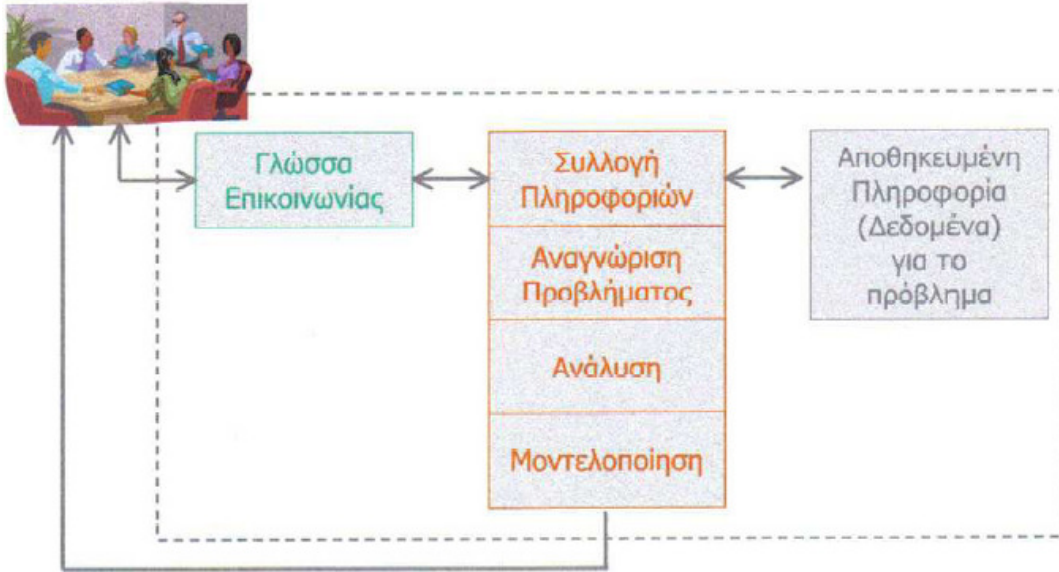 Γλώσσα
Επικοινωνίας
Συλλογή
Πληροφοριών
Αναγνώριση
Προβλήματος
Ανάλυση
Μοντελοποίηση
Αποθηκευμένη
Πληροφορία
(Δεδομένα)
για το
πρόβλημα